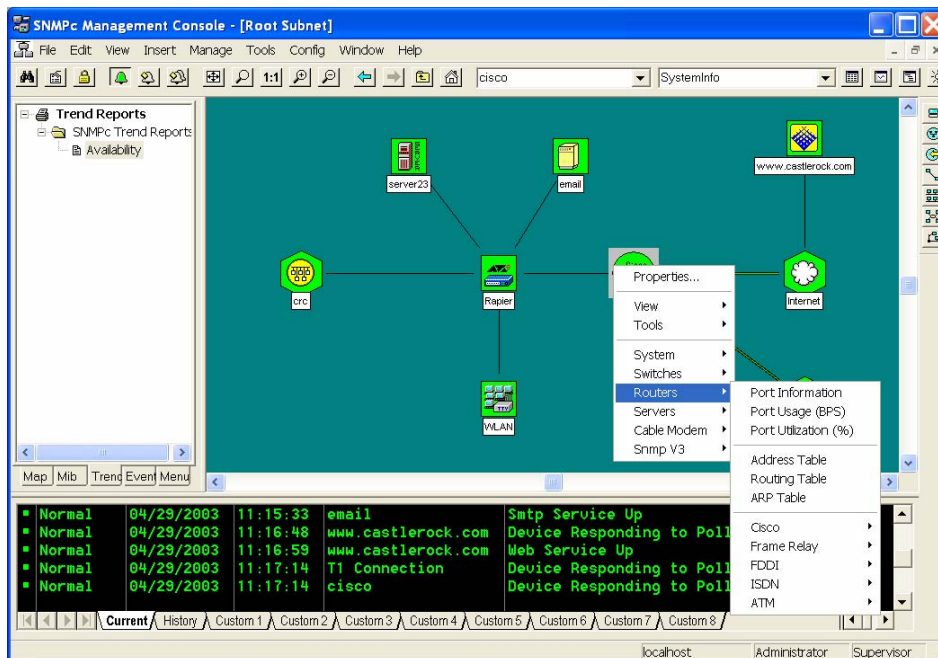 SNMPc Management Console - [Root Subnet]
File Edit View Insert Manage Tools Config Window Help
1:1 cisco SystemInfo
Trend Reports
SNMPc Trend Reports
Availability
Map Mib Trend Event Menu
server23
email
www.castlerock.com
crc
Rapier
Cisco
Internet
WLAN
Properties...
View
Tools
System
Switches
Routers
Servers
Cable Modem
Snmp V3
Port Information
Port Usage (BPS)
Port Utilization (%)
Address Table
Routing Table
ARP Table
Cisco
Frame Relay
FDDI
ISDN
ATM
Normal 04/29/2003 11:15:33 email Smtp Service Up
Normal 04/29/2003 11:16:48 www.castlerock.com Device Responding to Poll
Normal 04/29/2003 11:16:59 www.castlerock.com Web Service Up
Normal 04/29/2003 11:17:14 T1 Connection Device Responding to Poll
Normal 04/29/2003 11:17:14 cisco Device Responding to Poll
Current History Custom 1 Custom 2 Custom 3 Custom 4 Custom 5 Custom 6 Custom 7 Custom 8
localhost Administrator Supervisor